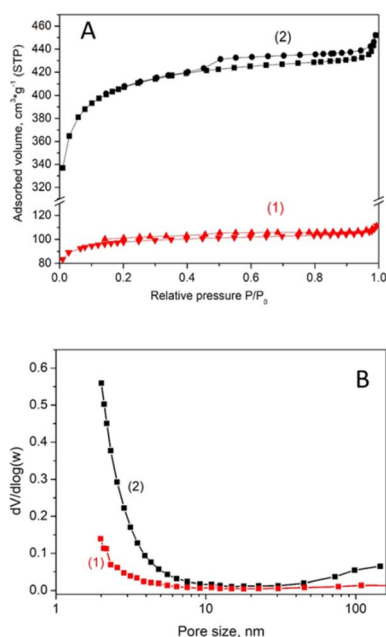 A
460
440
420
400
380
360
340
320
100
80
(2)
(1)
0.0 0.2 0.4 0.6 0.8 1.0
Adsorbed volume, cm³*g⁻¹ (STP)
Relative pressure P/P₀
B
0.6
0.5
0.4
0.3
0.2
0.1
0.0
(2)
(1)
1 10 100
dV/dlog(w)
Pore size, nm